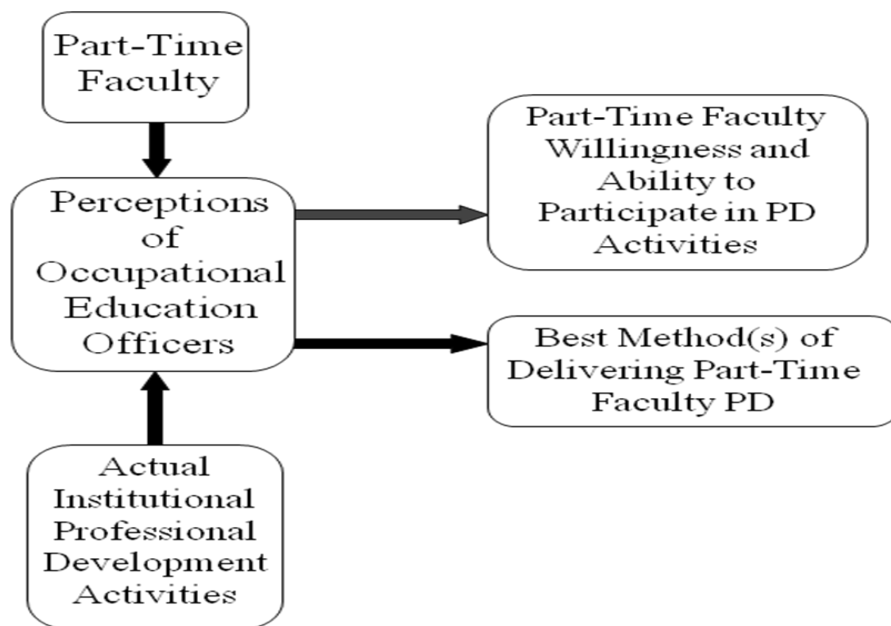 Part-Time
Faculty
Perceptions
of
Occupational
Education
Officers
Actual
Institutional
Professional
Development
Activities
Part-Time Faculty
Willingness and
Ability to
Participate in PD
Activities
Best Method(s) of
Delivering Part-Time
Faculty PD